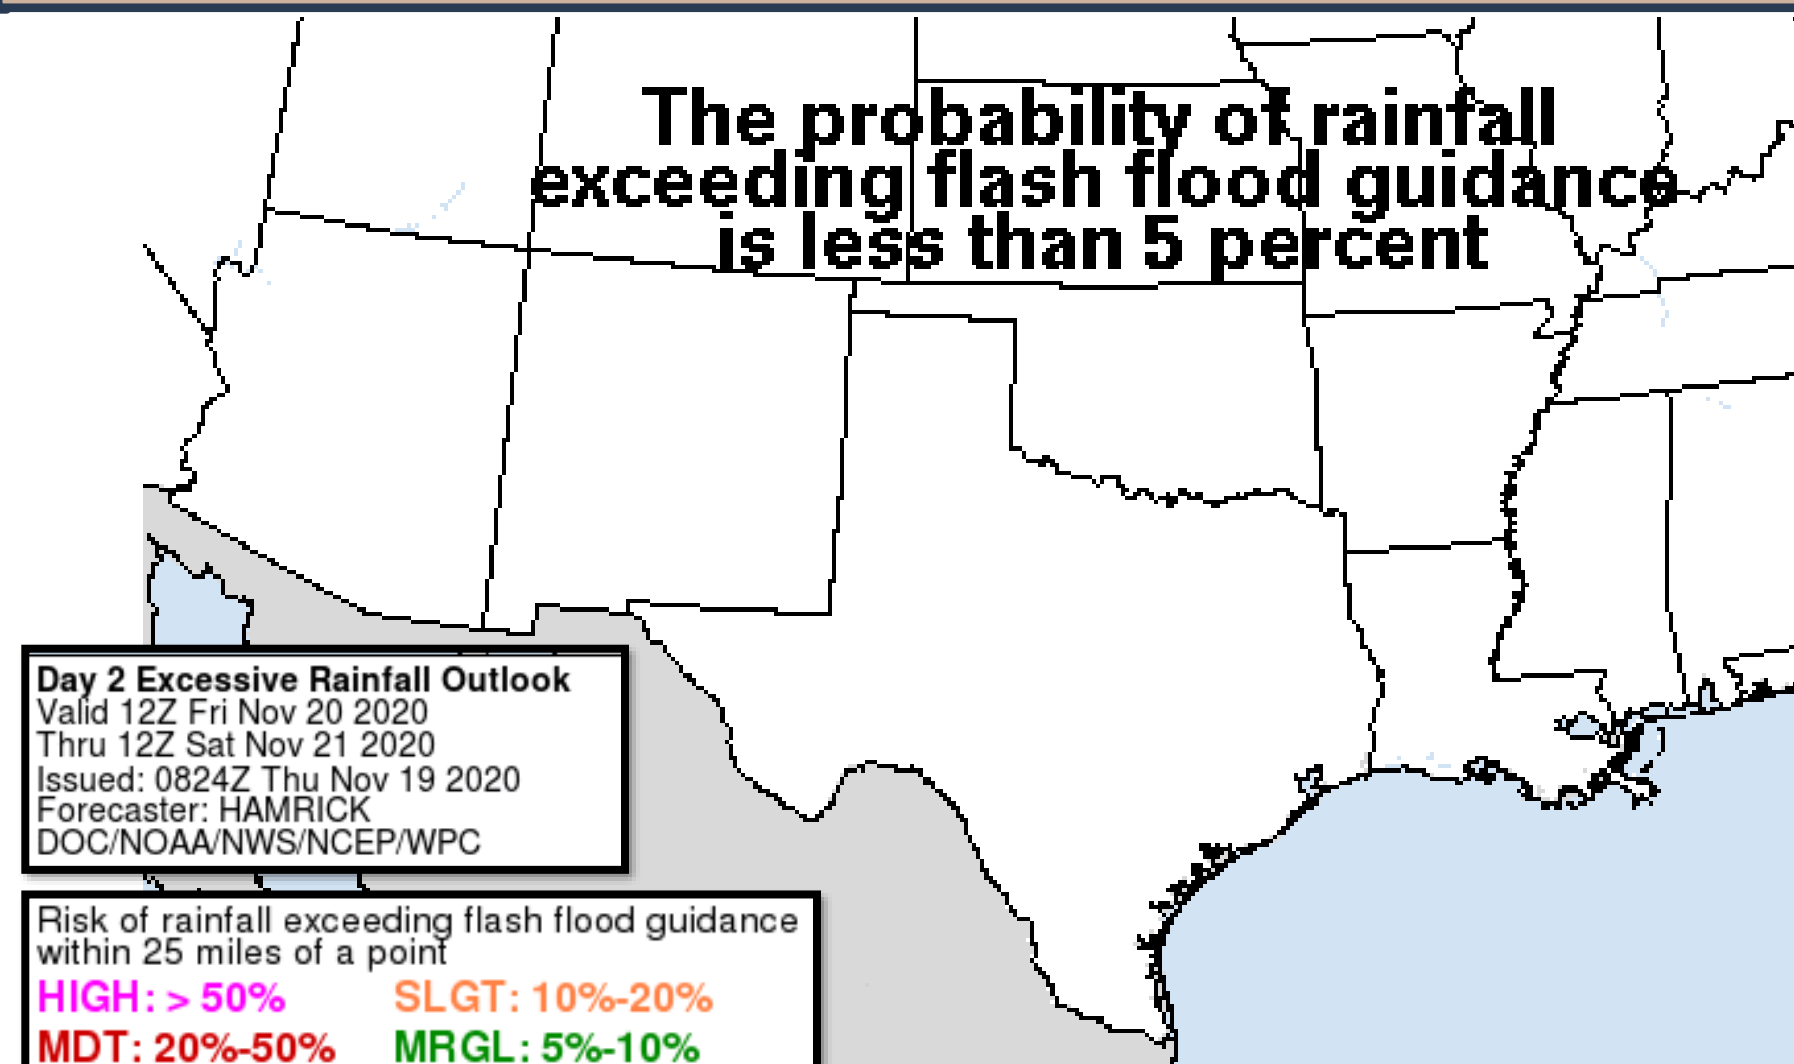 The probability of rainfall
exceeding flash flood guidance
is less than 5 percent
Day 2 Excessive Rainfall Outlook
Valid 12Z Fri Nov 20 2020
Thru 12Z Sat Nov 21 2020
Issued: 0824Z Thu Nov 19 2020
Forecaster: HAMRICK
DOC/NOAA/NWS/NCEP/WPC
Risk of rainfall exceeding flash flood guidance
within 25 miles of a point
HIGH: > 50% SLGT: 10%-20%
MDT: 20%-50% MRGL: 5%-10%